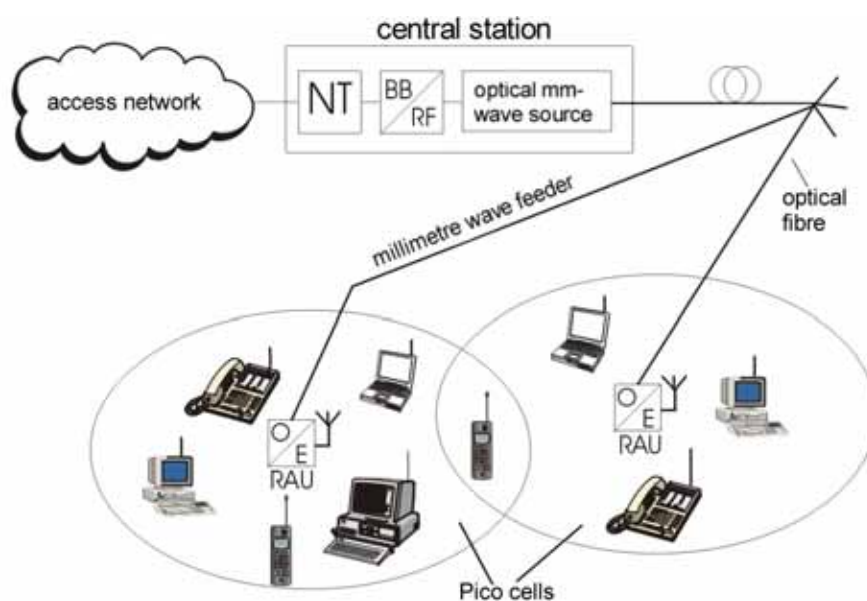 central station
access network
NT
BB
RF
optical mm-
wave source
optical
fibre
millimetre wave feeder
O
E
RAU
O
E
RAU
Pico cells